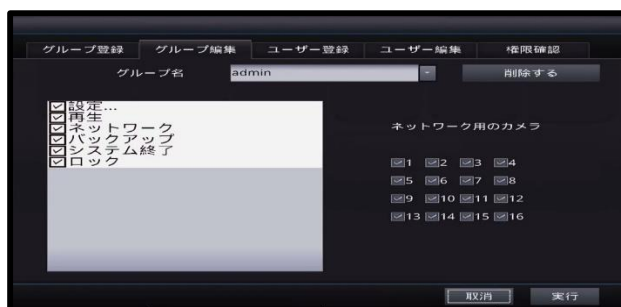 グループ登録 グループ編集 ユーザー登録 ユーザー編集 権限確認
グループ名 admin 削除する
設定...
再生
ネットワーク
バックアップ
システム終了
ロック
ネットワーク用のカメラ
1 2 3 4
5 6 7 8
9 10 11 12
13 14 15 16
取消 実行